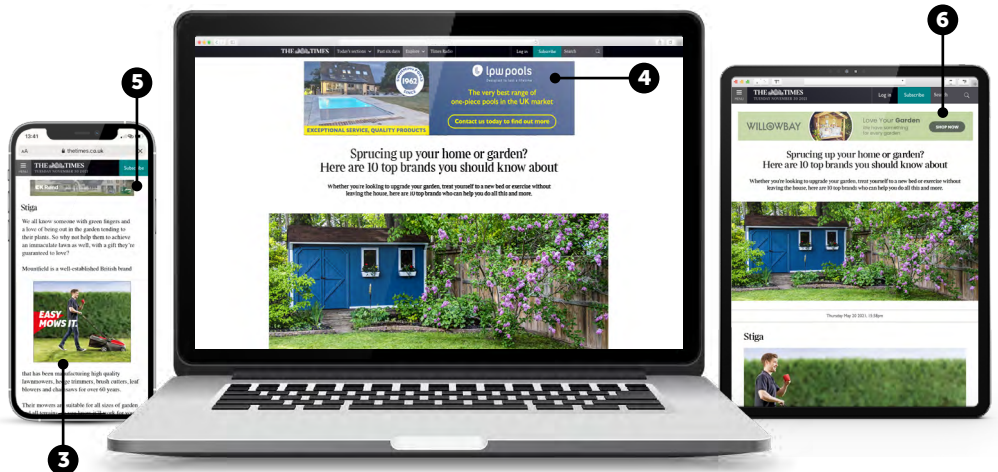 5
13:41
AA
thetimes.co.uk
MENU
THE TIMES
Subscribe
Stiga
We all know someone with green fingers and
a love of being out in the garden tending to
their plants. So why not help them to achieve
an immaculate lawn as well, with a gift they're
guaranteed to love?
Mountfield is a well-established British brand
EASY
MOWS IT.
that has been manufacturing high quality
lawnmowers, hedge trimmers, brush cutters, leaf
blowers and chainsaws for over 60 years.
Their mowers are suitable for all sizes of garden
3
THE TIMES Today's sections Past six days Explore Times Radio Log in Subscribe Search
1962
SINCE
EXCEPTIONAL SERVICE, QUALITY PRODUCTS
lpw pools
The very best range of
one-piece pools in the UK market
Contact us today to find out more
4
Sprucing up your home or garden?
Here are 10 top brands you should know about
Whether you're looking to upgrade your garden, treat yourself to a new bed or exercise without
leaving the house, here are 10 top brands who can help you do all this and more.
6
MENU
THE TIMES
Log in Subscribe Search
WILLOWBAY
Love Your Garden
We have something
for every garden
SHOP NOW
Sprucing up your home or garden?
Here are 10 top brands you should know about
Whether you're looking to upgrade your garden, treat yourself to a new bed or exercise without
leaving the house, here are 10 top brands who can help you do all this and more.
Thursday May 20 2021, 15:58pm
Stiga